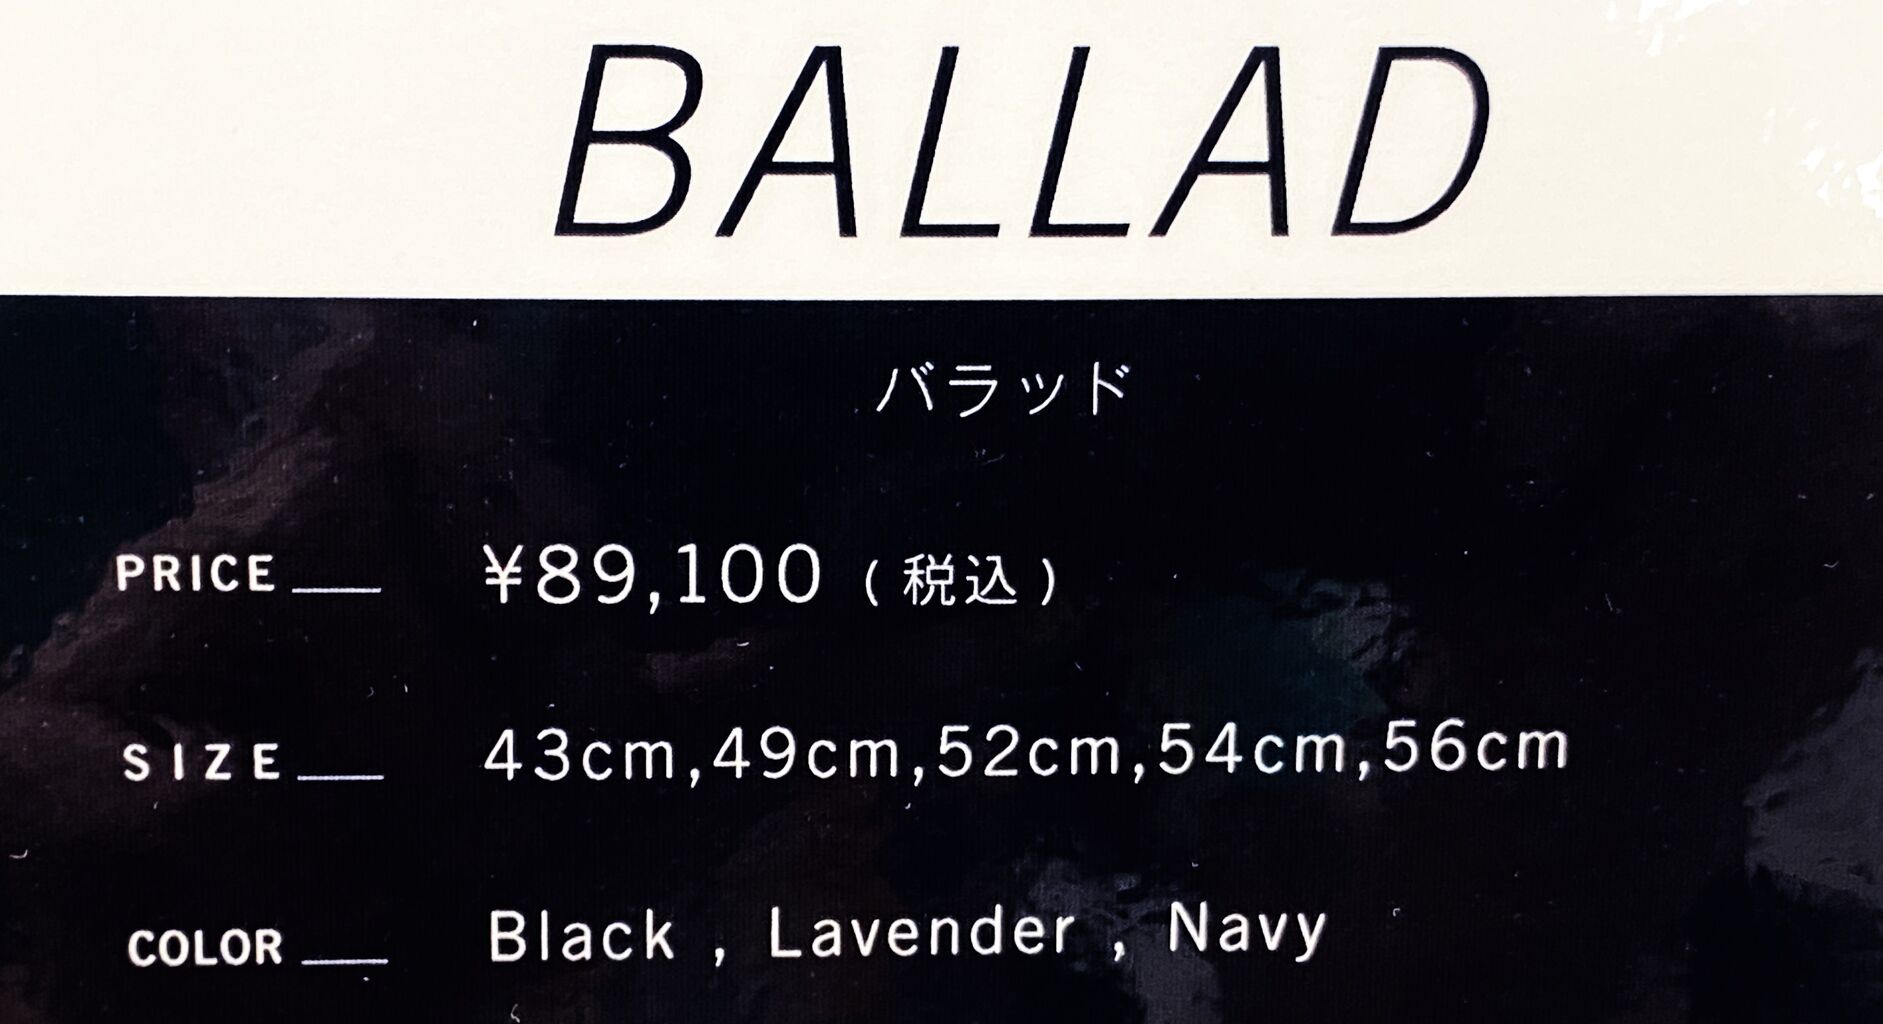 BALLAD
バラッド
PRICE ¥89,100 (税込)
SIZE 43cm,49cm,52cm,54cm,56cm
COLOR Black , Lavender , Navy